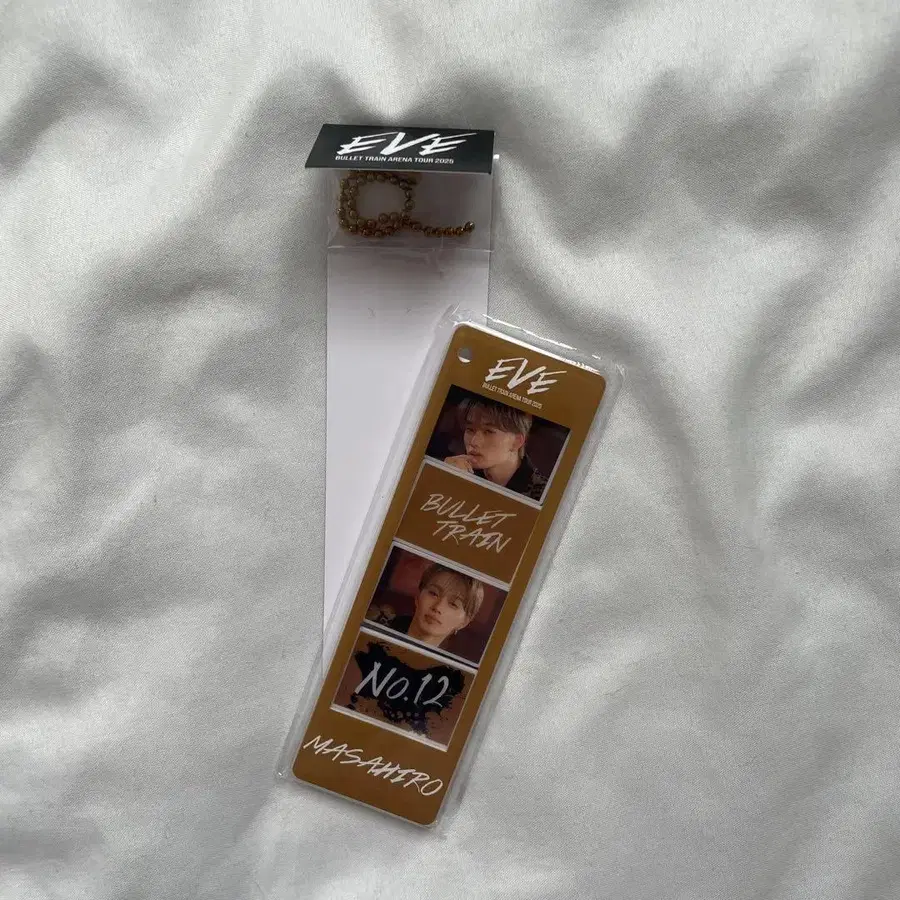 EVE
BULLET TRAIN ARENA TOUR 2025
EVE
BULLET TRAIN ARENA TOUR 2025
BULLET
TRAIN
No.12
MASAHIRO